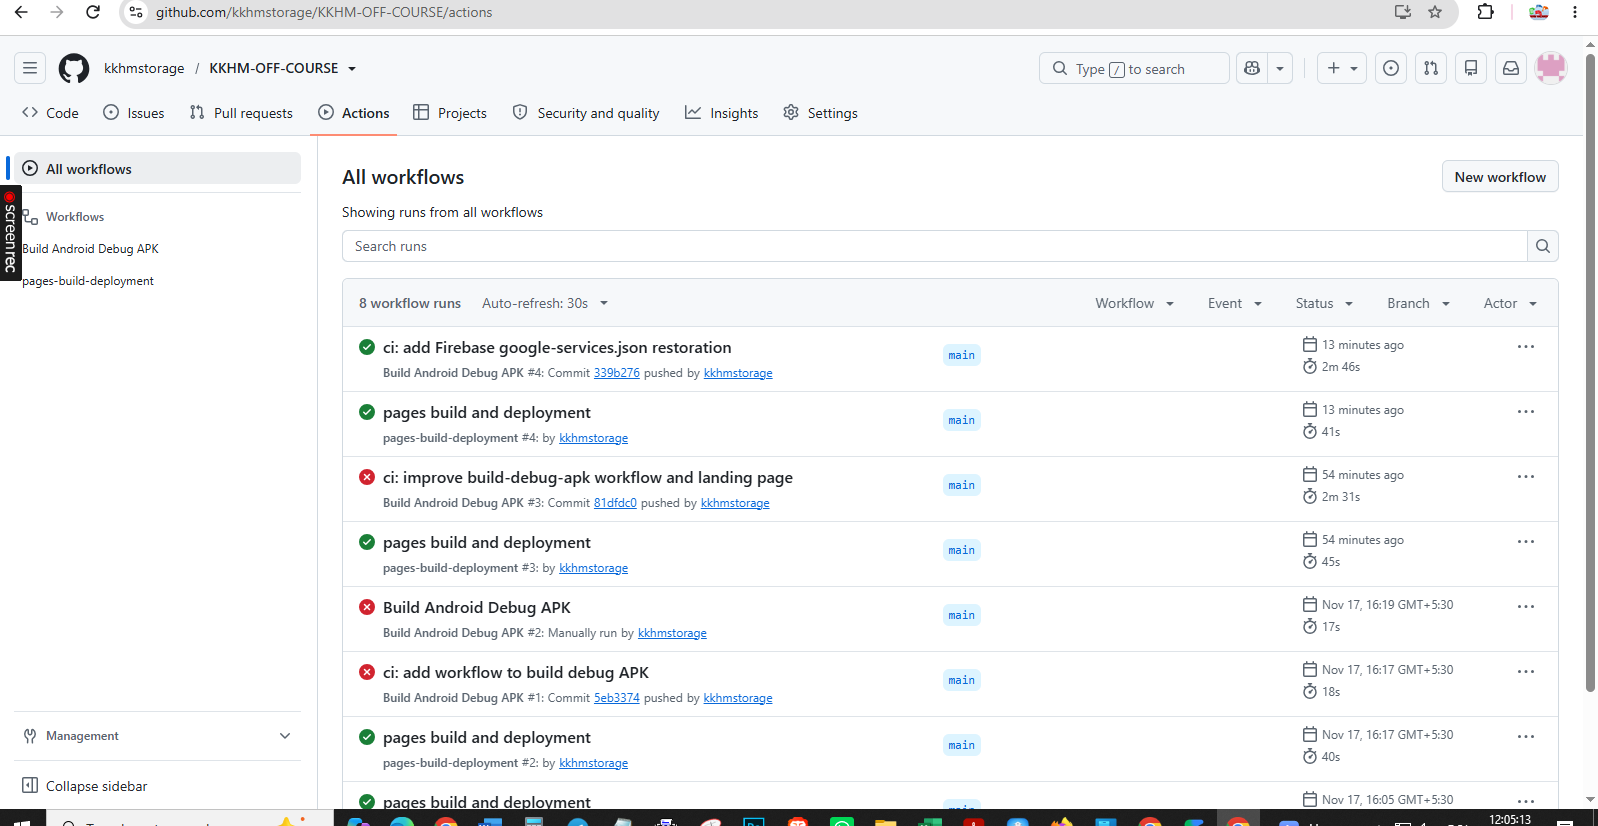 github.com/kkhmstorage/KKHM-OFF-COURSE/actions
kkhmstorage / KKHM-OFF-COURSE
Type / to search
Code
Issues
Pull requests
Actions
Projects
Security and quality
Insights
Settings
All workflows
Workflows
Build Android Debug APK
pages-build-deployment
Management
Collapse sidebar
screenrec
All workflows
New workflow
Showing runs from all workflows
Search runs
8 workflow runs
Auto-refresh: 30s
Workflow
Event
Status
Branch
Actor
ci: add Firebase google-services.json restoration
Build Android Debug APK #4: Commit 339b276 pushed by kkhmstorage
main
13 minutes ago
2m 46s
pages build and deployment
pages-build-deployment #4: by kkhmstorage
main
13 minutes ago
41s
ci: improve build-debug-apk workflow and landing page
Build Android Debug APK #3: Commit 81dfdc0 pushed by kkhmstorage
main
54 minutes ago
2m 31s
pages build and deployment
pages-build-deployment #3: by kkhmstorage
main
54 minutes ago
45s
Build Android Debug APK
Build Android Debug APK #2: Manually run by kkhmstorage
main
Nov 17, 16:19 GMT+5:30
17s
ci: add workflow to build debug APK
Build Android Debug APK #1: Commit 5eb3374 pushed by kkhmstorage
main
Nov 17, 16:17 GMT+5:30
18s
pages build and deployment
pages-build-deployment #2: by kkhmstorage
main
Nov 17, 16:17 GMT+5:30
40s
pages build and deployment
main
Nov 17, 16:05 GMT+5:30
12:05:13